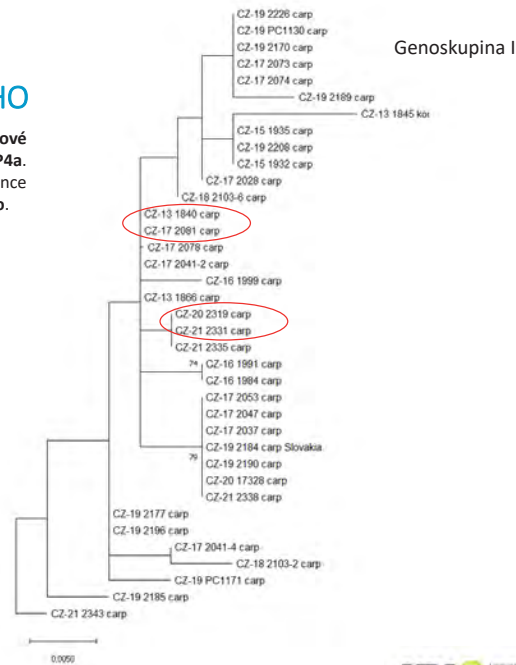 HO
ové
P4a.
nce
o.
Genoskupina I
CZ-19 2226 carp
CZ-19 PC1130 carp
CZ-19 2170 carp
CZ-17 2073 carp
CZ-17 2074 carp
CZ-19 2189 carp
CZ-13 1845 koi
CZ-15 1935 carp
CZ-19 2208 carp
CZ-15 1932 carp
CZ-17 2028 carp
CZ-18 2103-6 carp
CZ-13 1840 carp
CZ-17 2081 carp
CZ-17 2078 carp
CZ-17 2041-2 carp
CZ-16 1999 carp
CZ-13 1866 carp
CZ-20 2319 carp
CZ-21 2331 carp
CZ-21 2335 carp
74
CZ-16 1991 carp
CZ-16 1984 carp
CZ-17 2053 carp
CZ-17 2047 carp
CZ-17 2037 carp
CZ-19 2184 carp Slovakia
79
CZ-19 2190 carp
CZ-20 17328 carp
CZ-21 2338 carp
CZ-19 2177 carp
CZ-19 2196 carp
CZ-17 2041-4 carp
CZ-18 2103-2 carp
CZ-19 PC1171 carp
CZ-19 2185 carp
CZ-21 2343 carp
0.0050